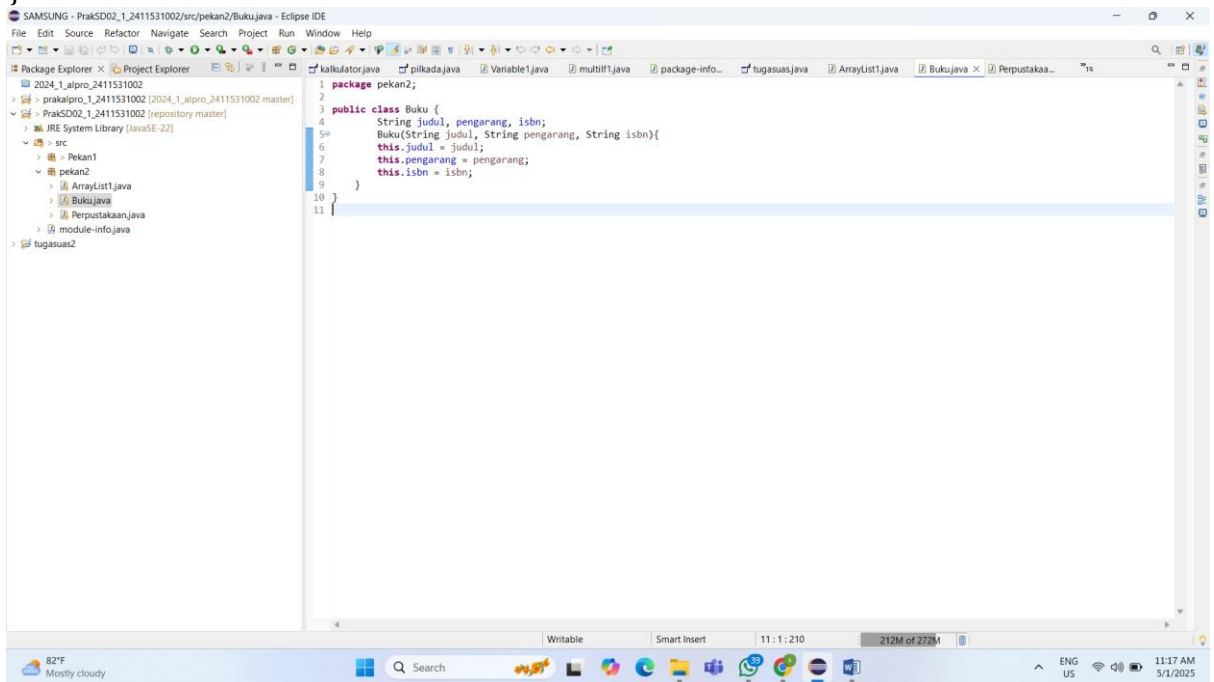 }
SAMSUNG - PrakSD02_1_2411531002/src/pekan2/Buku.java - Eclipse IDE
File Edit Source Refactor Navigate Search Project Run Window Help
Package Explorer × Project Explorer
kalkulator.java pilkada.java Variable1.java multiIf1.java package-info... tugasuas.java ArrayList1.java Buku.java × Perpustakaa...
2024_1_alpro_2411531002
> prakalpro_1_2411531002 [2024_1_alpro_2411531002 master]
> PrakSD02_1_2411531002 [repository master]
JRE System Library [JavaSE-22]
> src
> Pekan1
pekan2
ArrayList1.java
Buku.java
Perpustakaan.java
module-info.java
tugasuas2
1 package pekan2;
2
3 public class Buku {
4 String judul, pengarang, isbn;
5 Buku(String judul, String pengarang, String isbn){
6 this.judul = judul;
7 this.pengarang = pengarang;
8 this.isbn = isbn;
9 }
10 }
11
Writable Smart Insert 11 : 1 : 210 212M of 272M
82°F
Mostly cloudy
Search
39
ENG
US
11:17 AM
5/1/2025